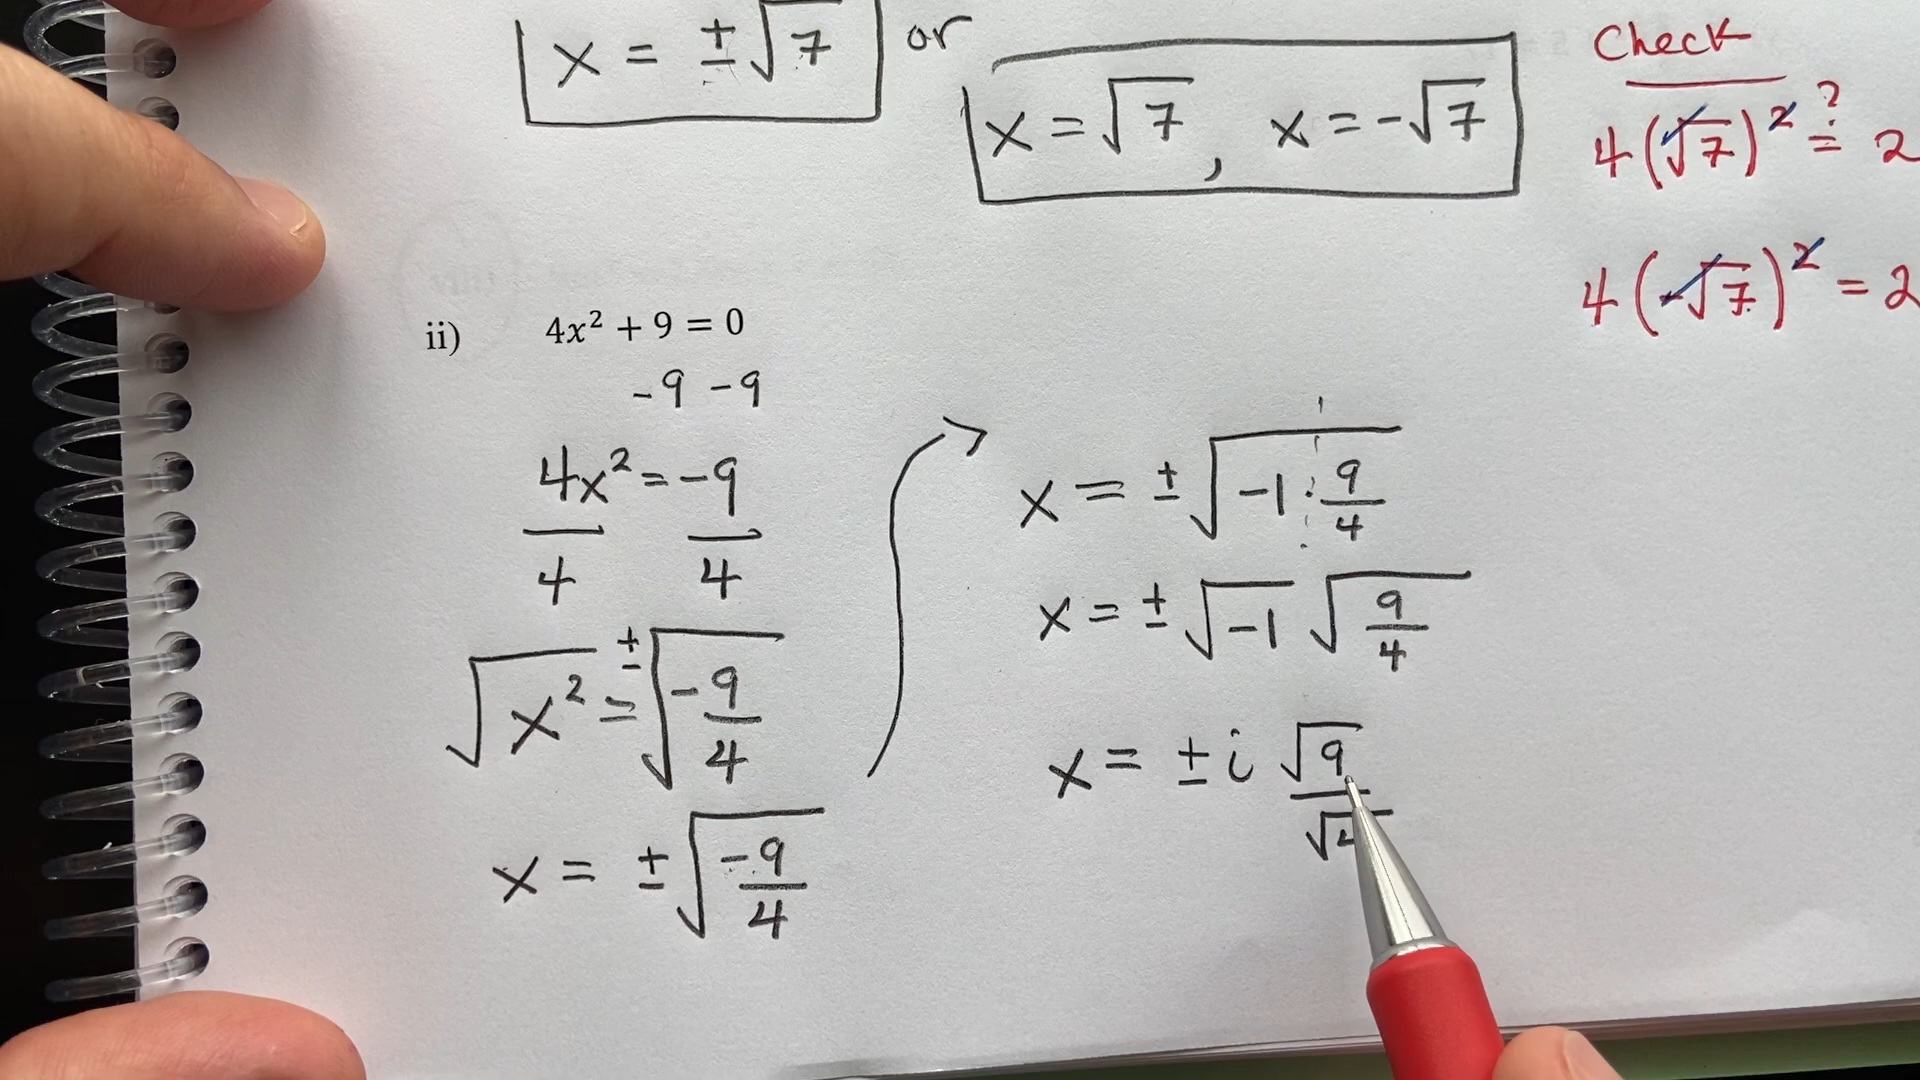 x = ±√7 or
x = √7 , x = -√7
Check
4(√7)² ≟ 2
4(-√7)² = 2
ii) 4x² + 9 = 0
-9 -9
4x² = -9
4 4
√x² = ±√-9/4
x = ±√-9/4
x = ±√-1 · 9/4
x = ±√-1 √9/4
x = ± i √9/√4